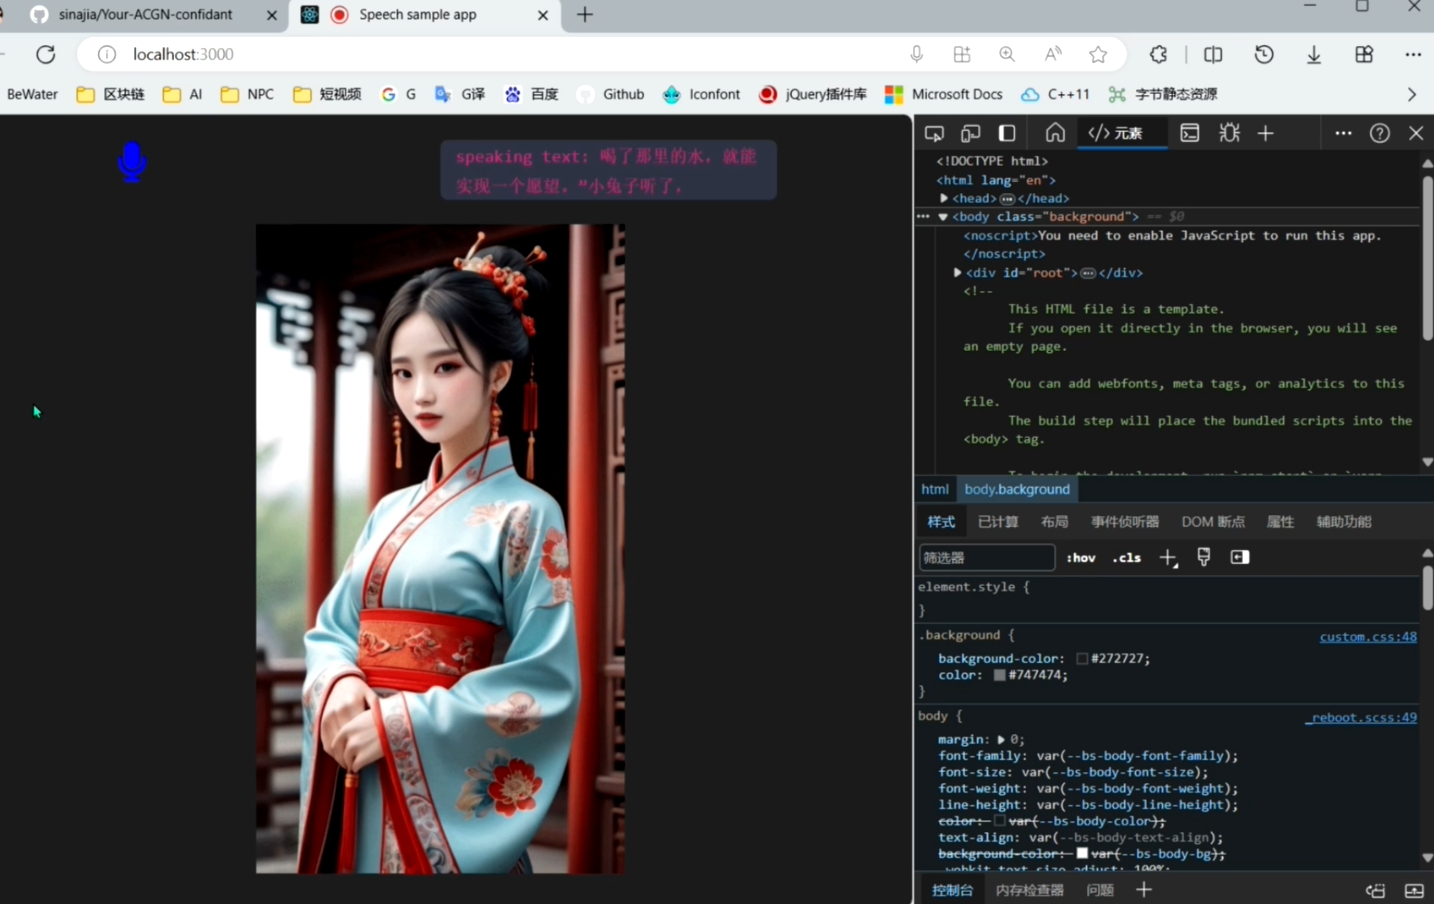 sinajia/Your-ACGN-confidant
Speech sample app
localhost:3000
BeWater 区块链 AI NPC 短视频 G G译 百度 Github Iconfont jQuery插件库 Microsoft Docs C++11 字节静态资源
speaking text: 喝了那里的水，就能
实现一个愿望。”小兔子听了，
</> 元素
<!DOCTYPE html>
<html lang="en">
<head>…</head>
<body class="background"> == $0
<noscript>You need to enable JavaScript to run this app.
</noscript>
<div id="root">…</div>
<!--
This HTML file is a template.
If you open it directly in the browser, you will see
an empty page.
You can add webfonts, meta tags, or analytics to this
file.
The build step will place the bundled scripts into the
<body> tag.
html body.background
样式 已计算 布局 事件侦听器 DOM 断点 属性 辅助功能
筛选器 :hov .cls
element.style {
}
.background { custom.css:48
background-color: #272727;
color: #747474;
}
body { _reboot.scss:49
margin: 0;
font-family: var(--bs-body-font-family);
font-size: var(--bs-body-font-size);
font-weight: var(--bs-body-font-weight);
line-height: var(--bs-body-line-height);
color: var(--bs-body-color);
text-align: var(--bs-body-text-align);
background-color: var(--bs-body-bg);
-webkit-text-size-adjust: 100%;
控制台 内存检查器 问题